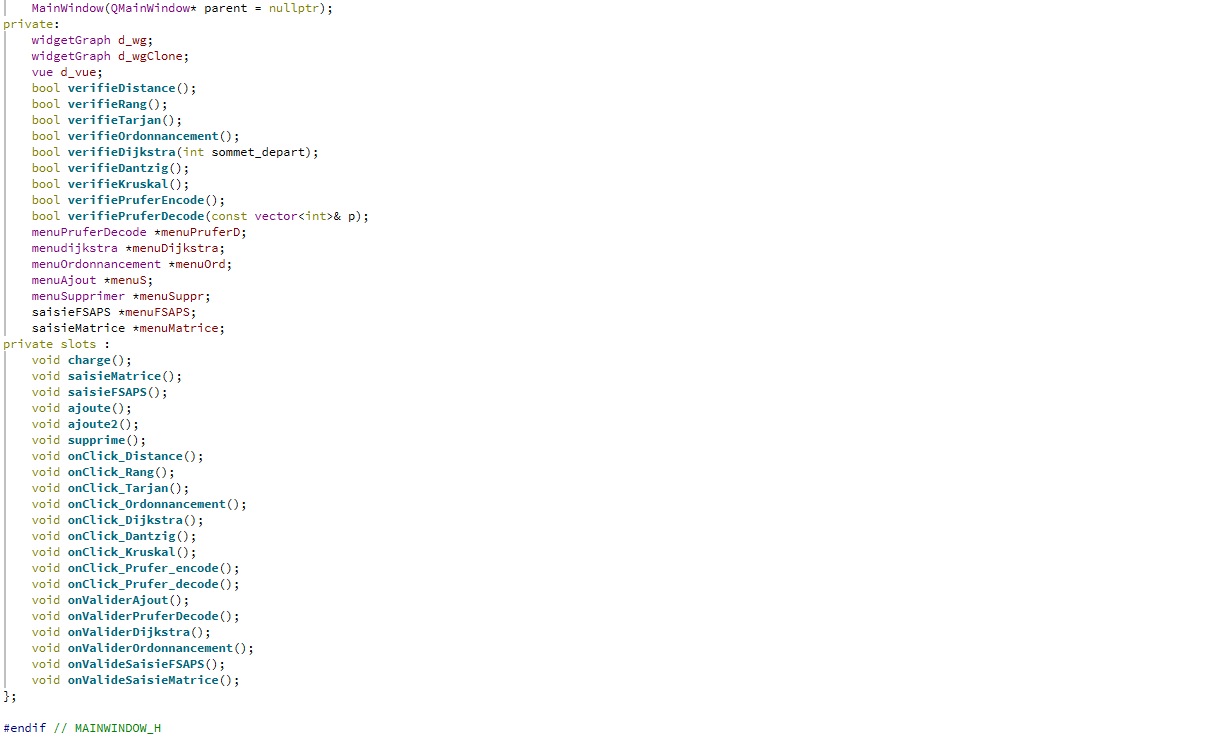 MainWindow(QMainWindow* parent = nullptr);
private:
widgetGraph d_wg;
widgetGraph d_wgClone;
vue d_vue;
bool verifieDistance();
bool verifieRang();
bool verifieTarjan();
bool verifieOrdonnancement();
bool verifieDijkstra(int sommet_depart);
bool verifieDantzig();
bool verifieKruskal();
bool verifiePruferEncode();
bool verifiePruferDecode(const vector<int>& p);
menuPruferDecode *menuPruferD;
menudijkstra *menuDijkstra;
menuOrdonnancement *menuOrd;
menuAjout *menuS;
menuSupprimer *menuSuppr;
saisieFSAPS *menuFSAPS;
saisieMatrice *menuMatrice;
private slots :
void charge();
void saisieMatrice();
void saisieFSAPS();
void ajoute();
void ajoute2();
void supprime();
void onClick_Distance();
void onClick_Rang();
void onClick_Tarjan();
void onClick_Ordonnancement();
void onClick_Dijkstra();
void onClick_Dantzig();
void onClick_Kruskal();
void onClick_Prufer_encode();
void onClick_Prufer_decode();
void onValiderAjout();
void onValiderPruferDecode();
void onValiderDijkstra();
void onValiderOrdonnancement();
void onValideSaisieFSAPS();
void onValideSaisieMatrice();
};
#endif // MAINWINDOW_H